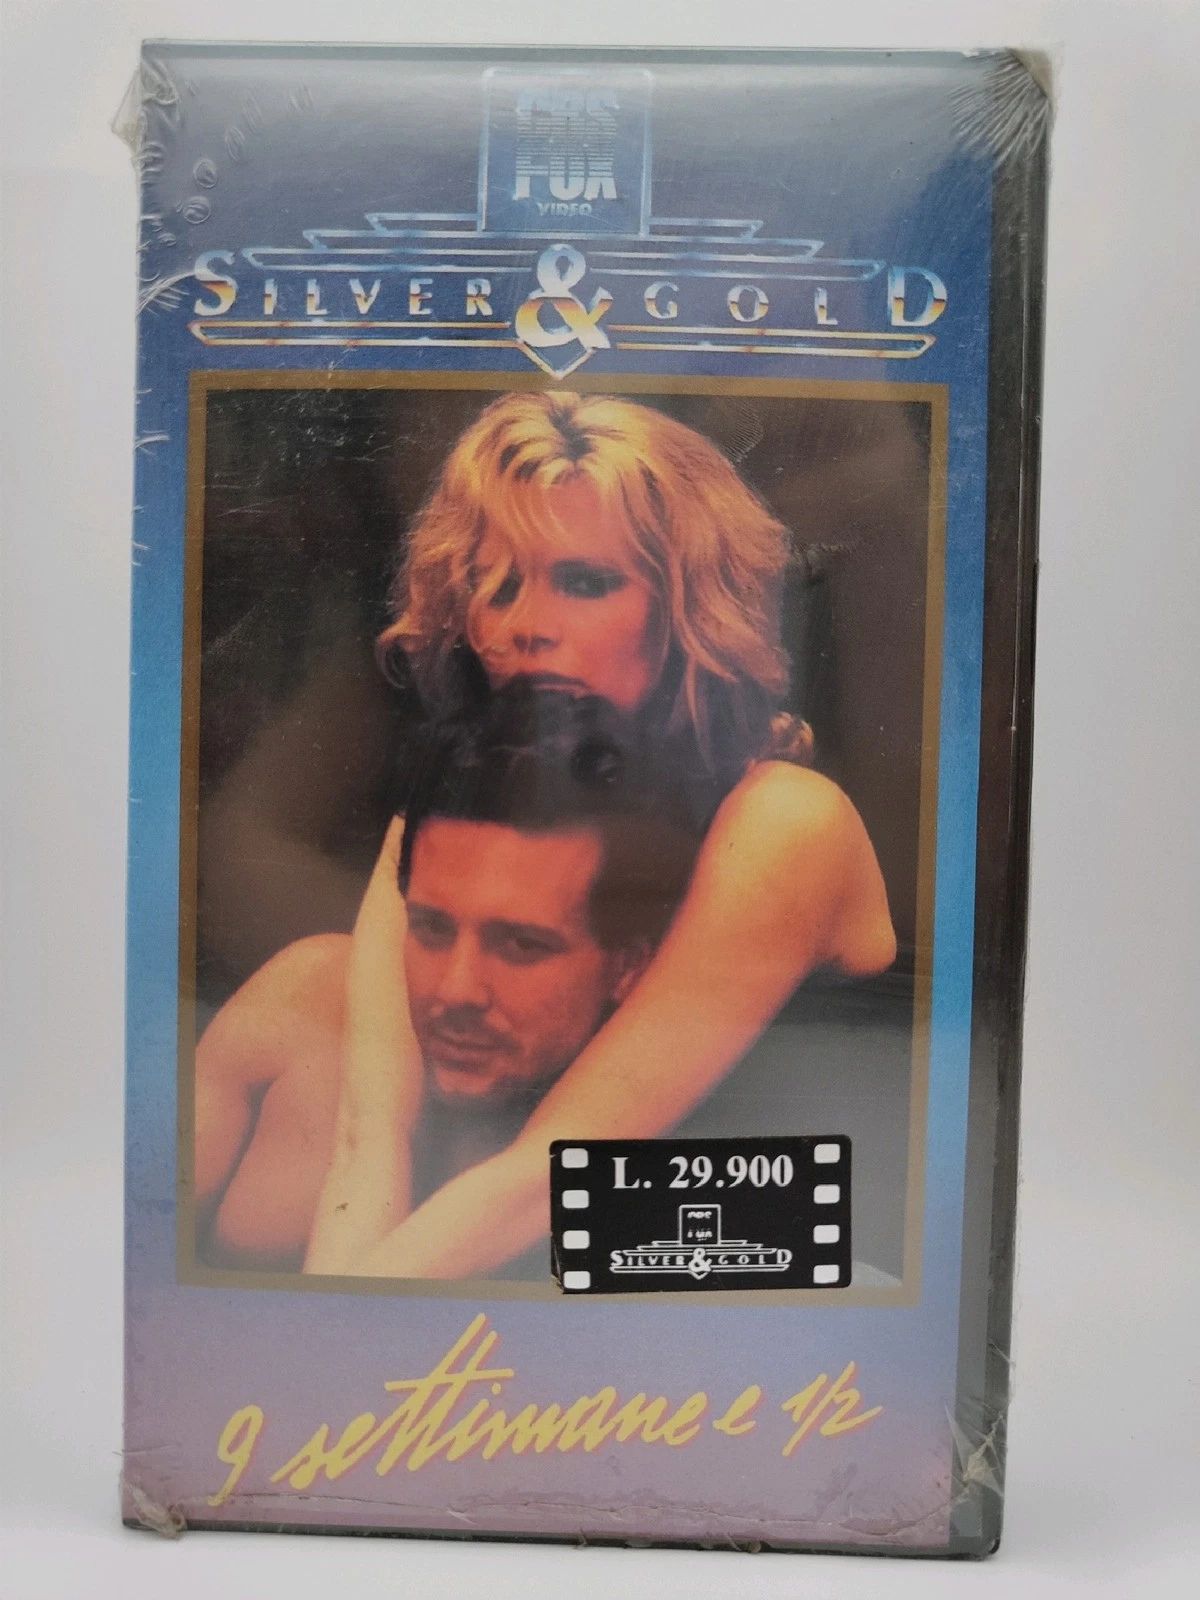 CBS
FOX
VIDEO
SILVER & GOLD
L. 29.900
CBS
FOX
SILVER & GOLD
9 settimane e 1/2